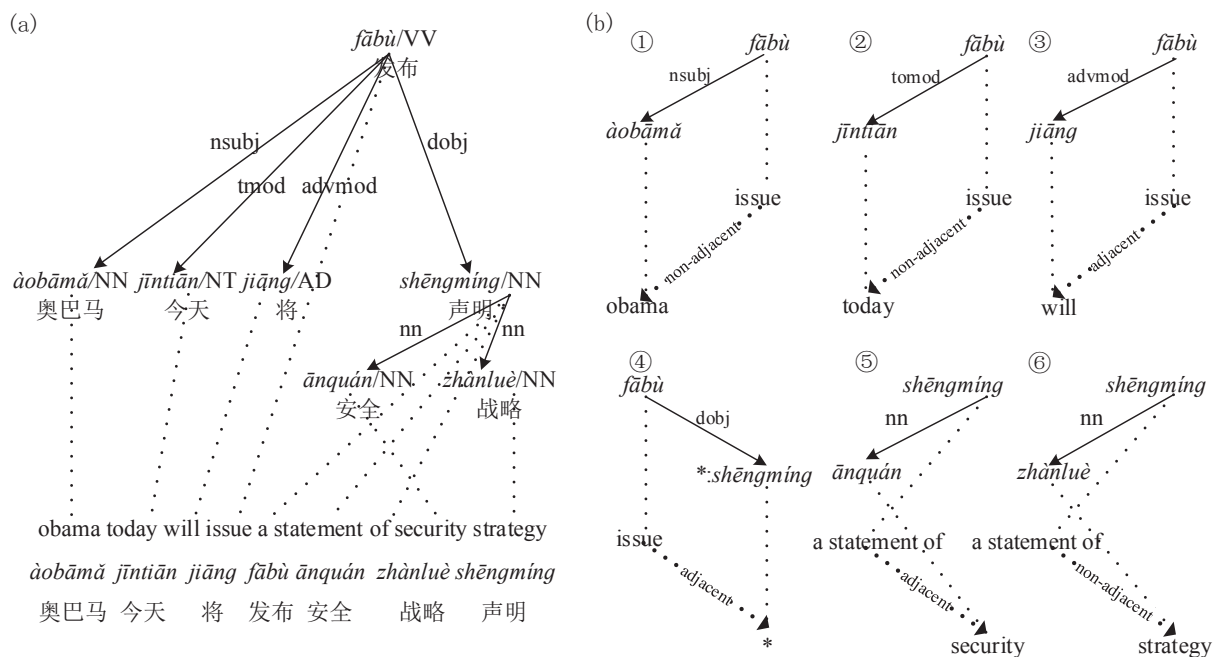 (a)
fābù/VV
发布
nsubj
tmod
advmod
dobj
àobāmǎ/NN jīntiān/NT jiāng/AD shēngmíng/NN
奥巴马 今天 将 声明
nn
nn
ānquán/NN zhànluè/NN
安全 战略
obama today will issue a statement of security strategy
àobāmǎ jīntiān jiāng fābù ānquán zhànluè shēngmíng
奥巴马 今天 将 发布 安全 战略 声明
(b)
① fābù
nsubj
àobāmǎ
issue
non-adjacent
obama
② fābù
tomod
jīntiān
issue
non-adjacent
today
③ fābù
advmod
jiāng
issue
adjacent
will
④
fābù
dobj
*:shēngmíng
issue
adjacent
*
⑤
shēngmíng
nn
ānquán
a statement of
adjacent
security
⑥
shēngmíng
nn
zhànluè
a statement of
non-adjacent
strategy